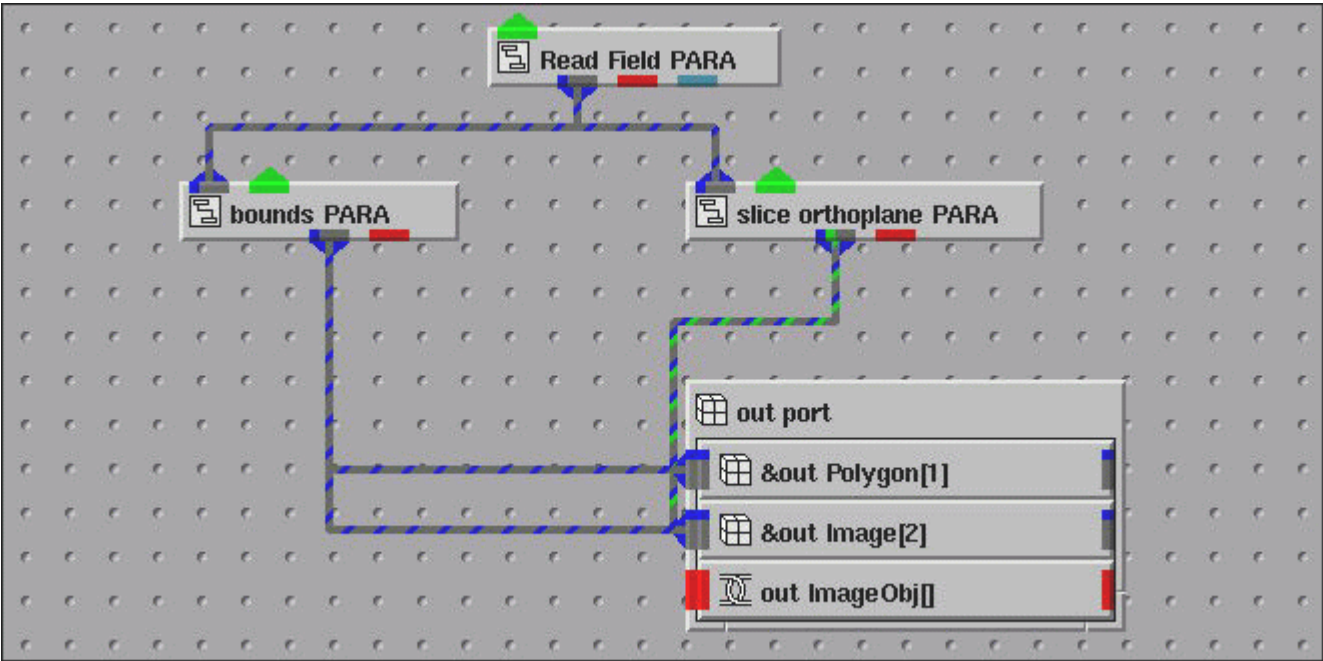 Read Field PARA
bounds PARA
slice orthoplane PARA
out port
&out Polygon[1]
&out Image[2]
out ImageObj[]